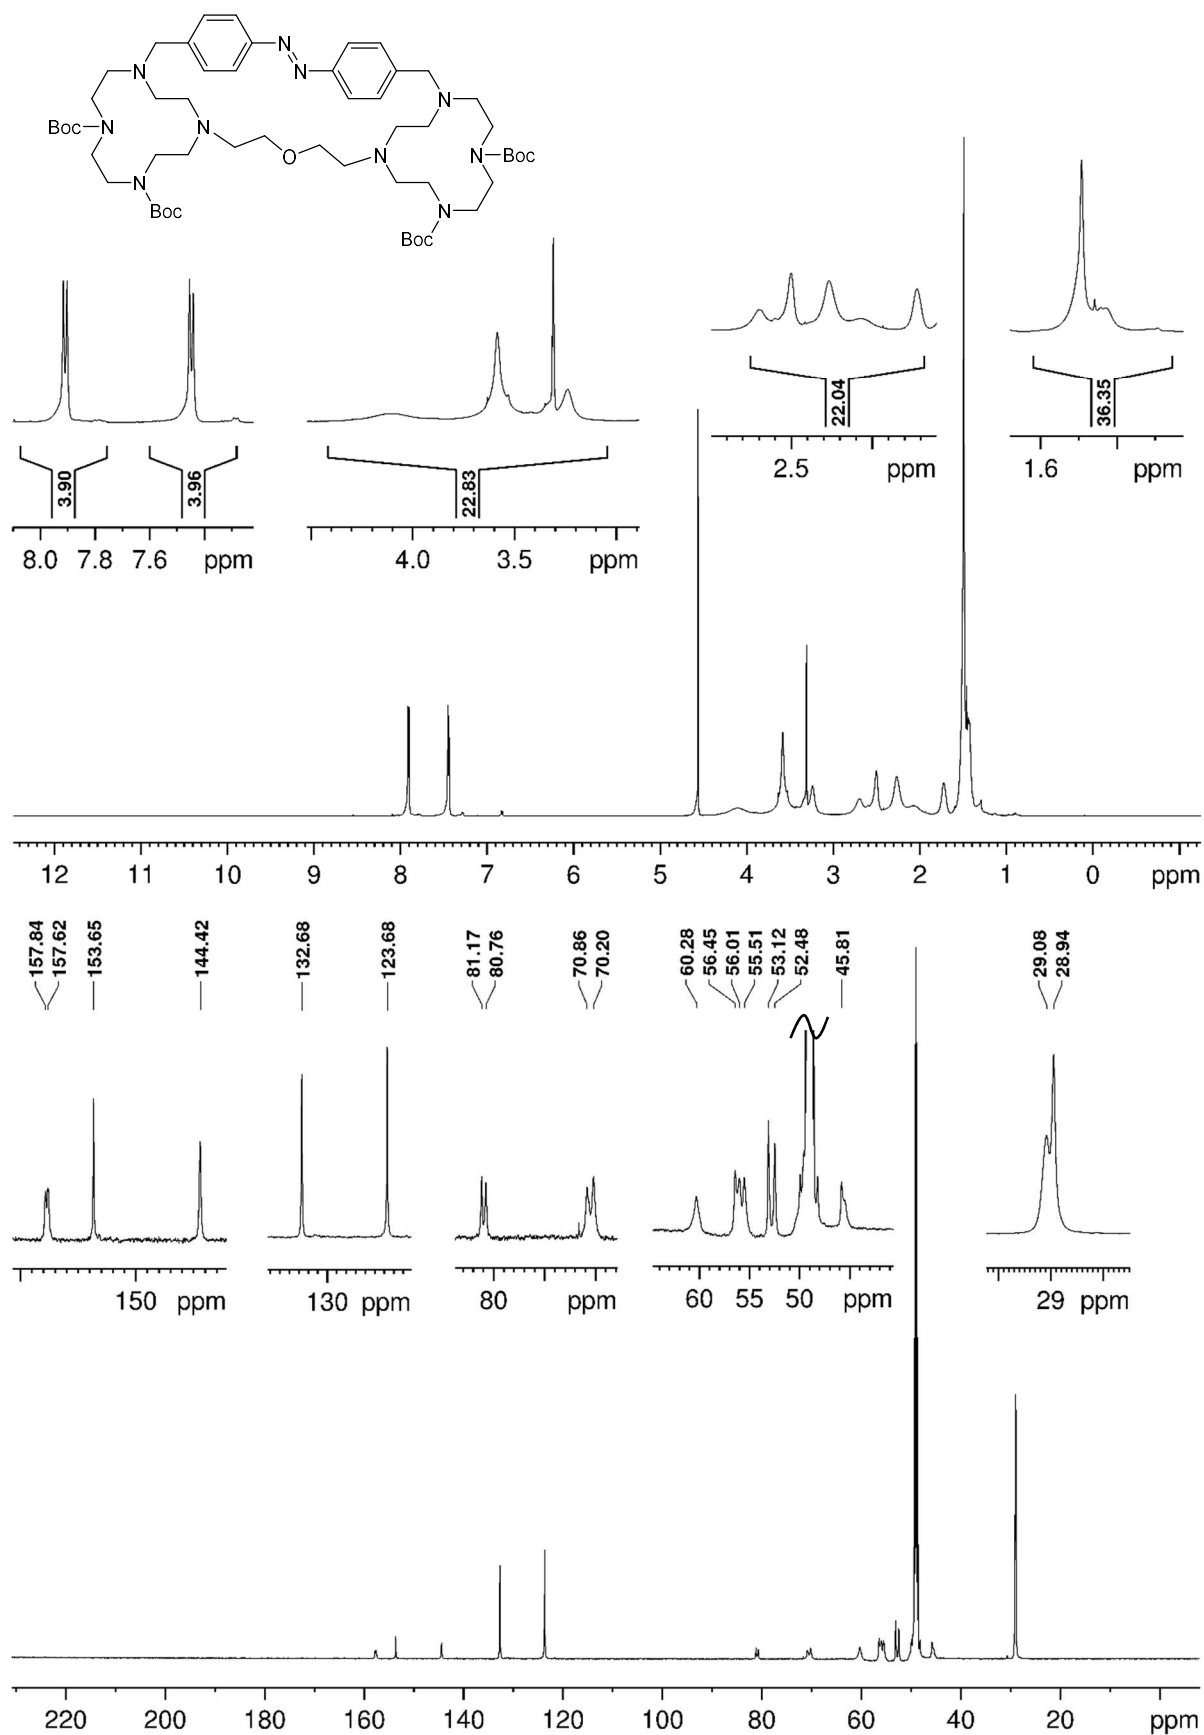 N
N
N
N
Boc
N
N
O
N
N
Boc
N
Boc
N
Boc
3.90
3.96
22.83
22.04
36.35
8.0 7.8 7.6 ppm
4.0 3.5 ppm
2.5 ppm
1.6 ppm
12 11 10 9 8 7 6 5 4 3 2 1 0 ppm
157.84
157.62
153.65
144.42
132.68
123.68
81.17
80.76
70.86
70.20
60.28
56.45
56.01
55.51
53.12
52.48
45.81
29.08
28.94
150 ppm
130 ppm
80 ppm
60 55 50 ppm
29 ppm
220 200 180 160 140 120 100 80 60 40 20 ppm